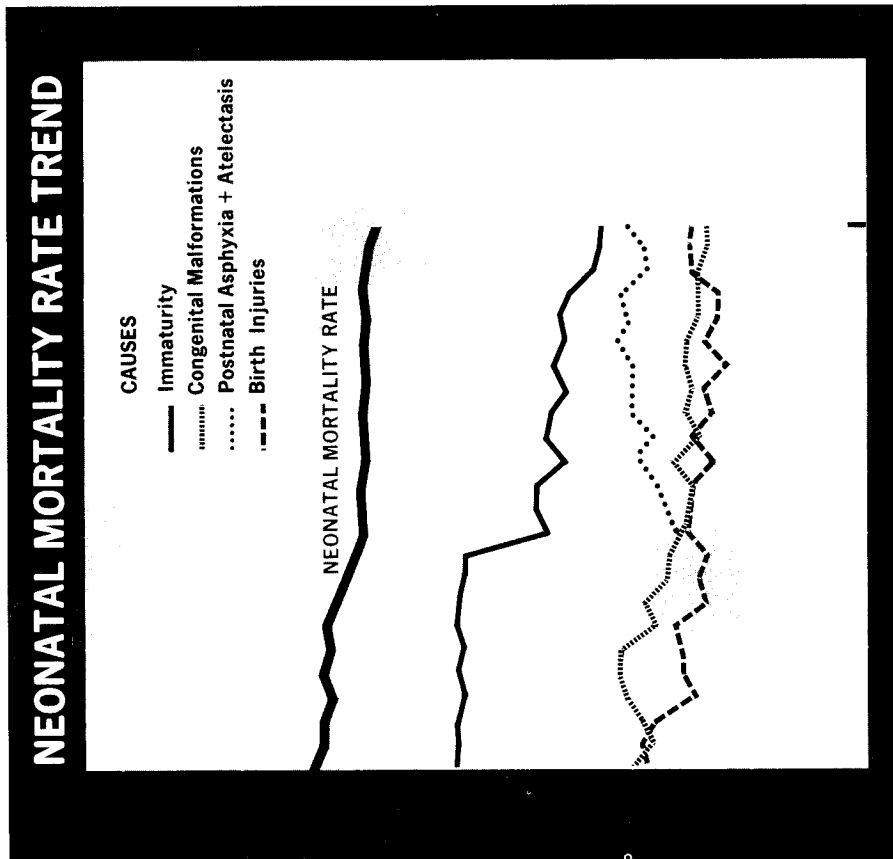 NEONATAL MORTALITY RATE TREND
CAUSES
Immaturity
Congenital Malformations
Postnatal Asphyxia + Atelectasis
Birth Injuries
NEONATAL MORTALITY RATE